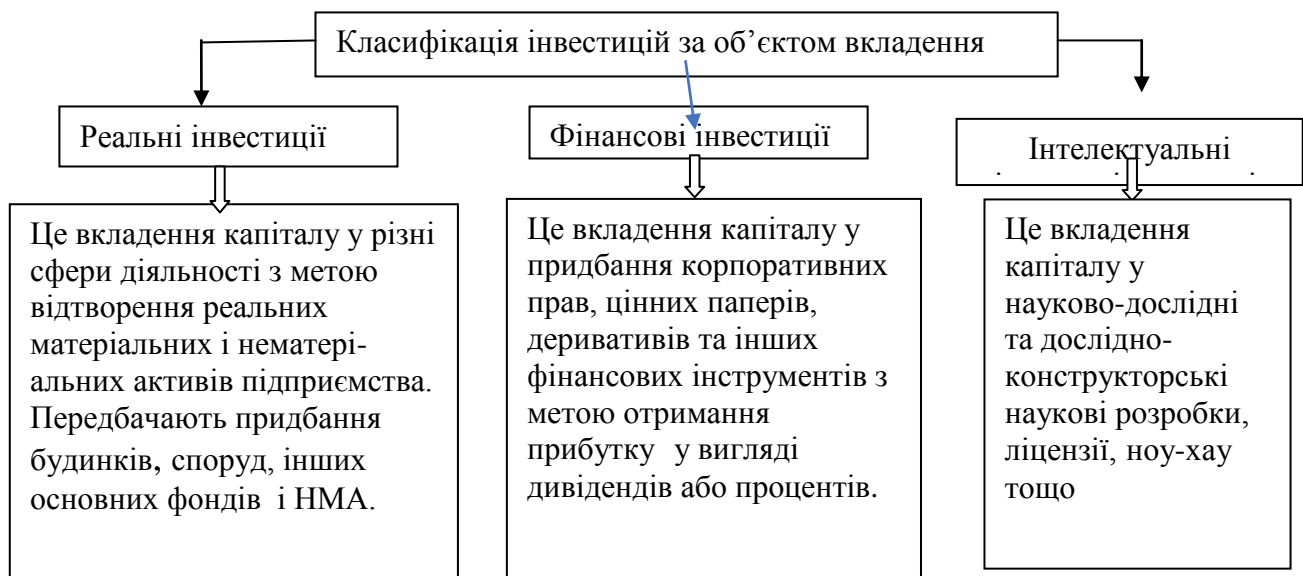 Класифікація інвестицій за об’єктом вкладення
Реальні інвестиції
Фінансові інвестиції
Інтелектуальні
Це вкладення капіталу у різні
сфери діяльності з метою
відтворення реальних
матеріальних і нематері-
альних активів підприємства.
Передбачають придбання
будинків, споруд, інших
основних фондів і НМА.
Це вкладення капіталу у
придбання корпоративних
прав, цінних паперів,
деривативів та інших
фінансових інструментів з
метою отримання
прибутку у вигляді
дивідендів або процентів.
Це вкладення
капіталу у
науково-дослідні
та дослідно-
конструкторські
наукові розробки,
ліцензії, ноу-хау
тощо